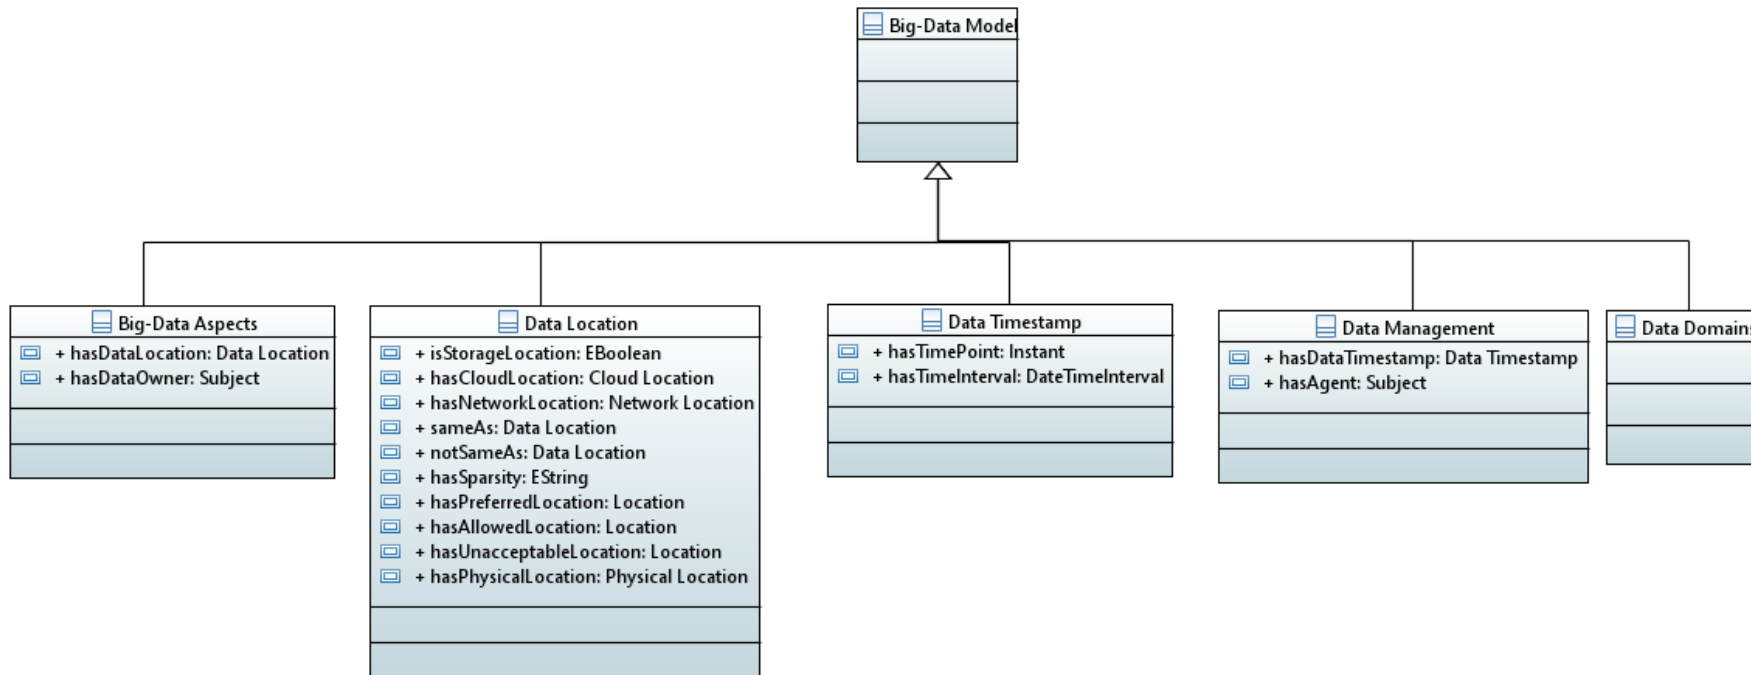 Big-Data Model
Big-Data Aspects
+ hasDataLocation: Data Location
+ hasDataOwner: Subject
Data Location
+ isStorageLocation: EBoolean
+ hasCloudLocation: Cloud Location
+ hasNetworkLocation: Network Location
+ sameAs: Data Location
+ notSameAs: Data Location
+ hasSparsity: EString
+ hasPreferredLocation: Location
+ hasAllowedLocation: Location
+ hasUnacceptableLocation: Location
+ hasPhysicalLocation: Physical Location
Data Timestamp
+ hasTimePoint: Instant
+ hasTimeInterval: DateTimeInterval
Data Management
+ hasDataTimestamp: Data Timestamp
+ hasAgent: Subject
Data Domains